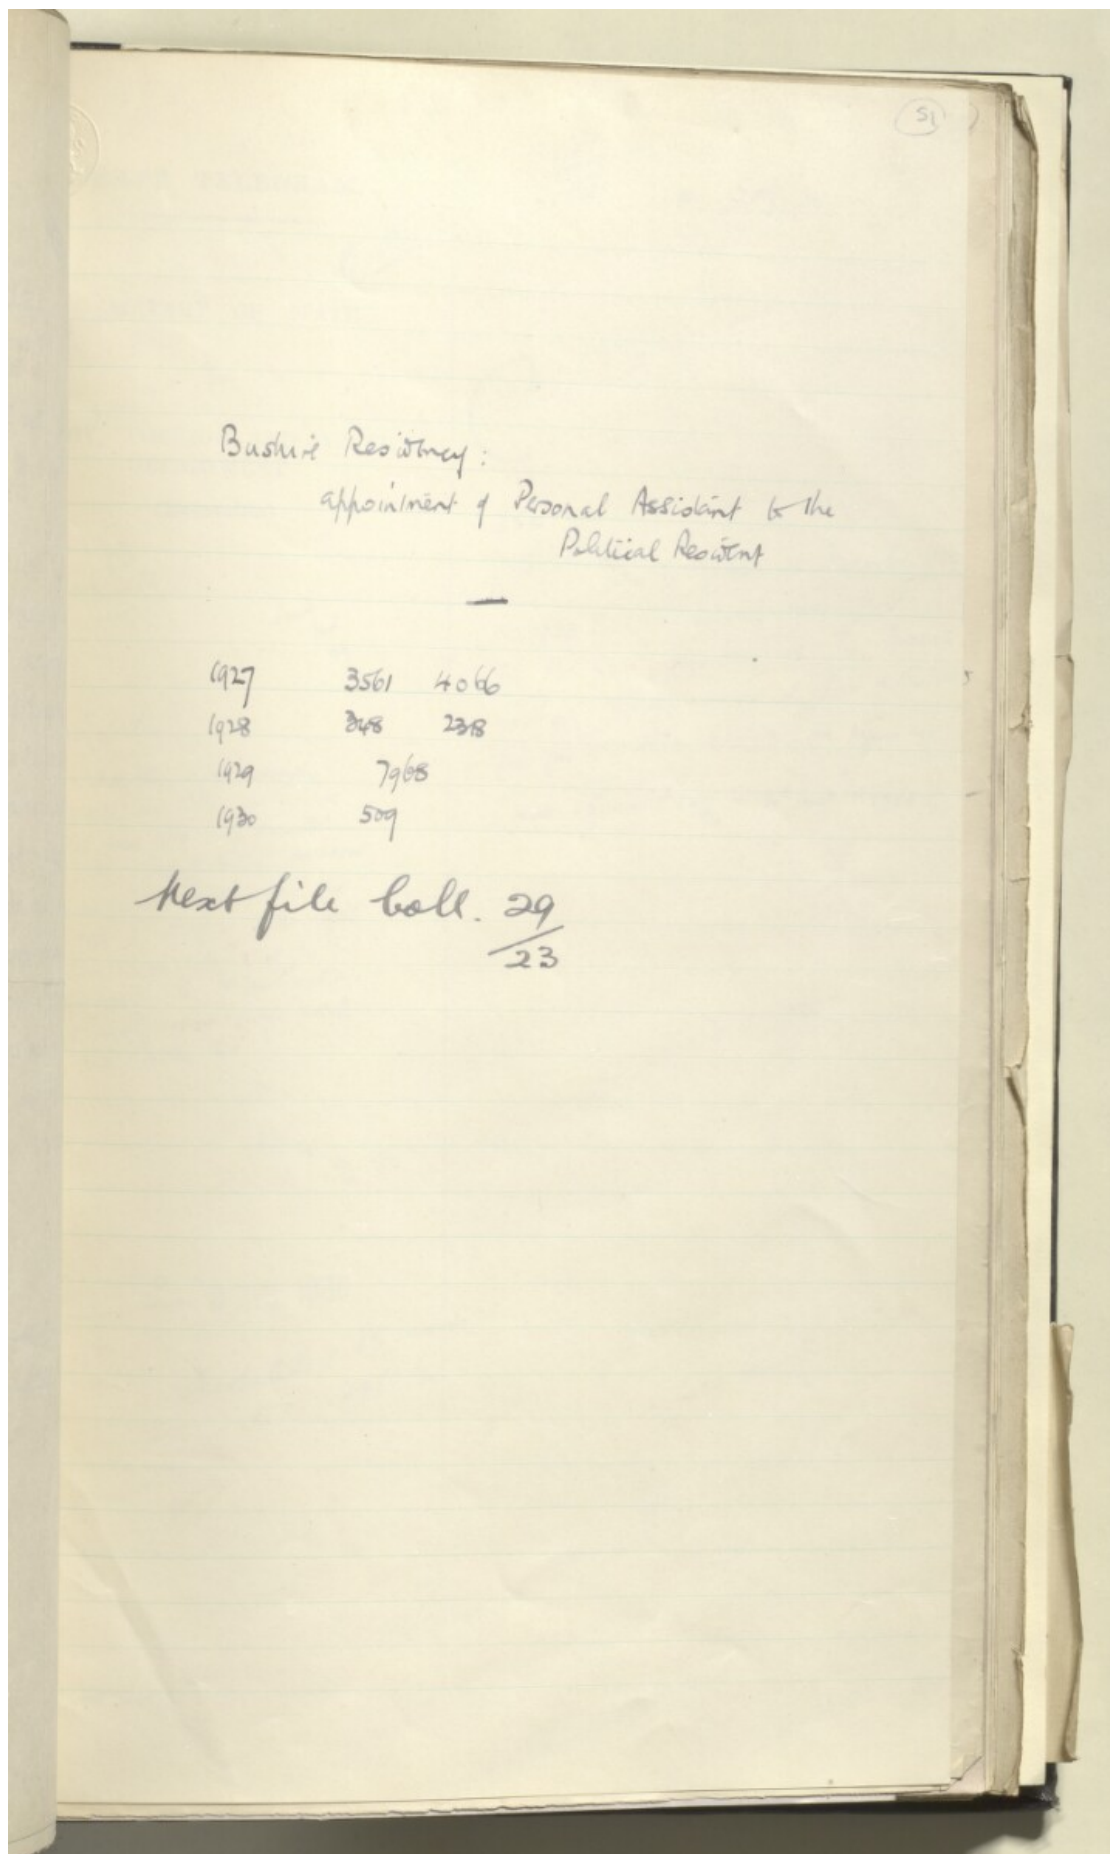 51
Bushire Residency:
appointment of Personal Assistant to the
Political Resident
1927 3561 4066
1928 348 2318
1929 7968
1930 509
Next file Coll. 29/23